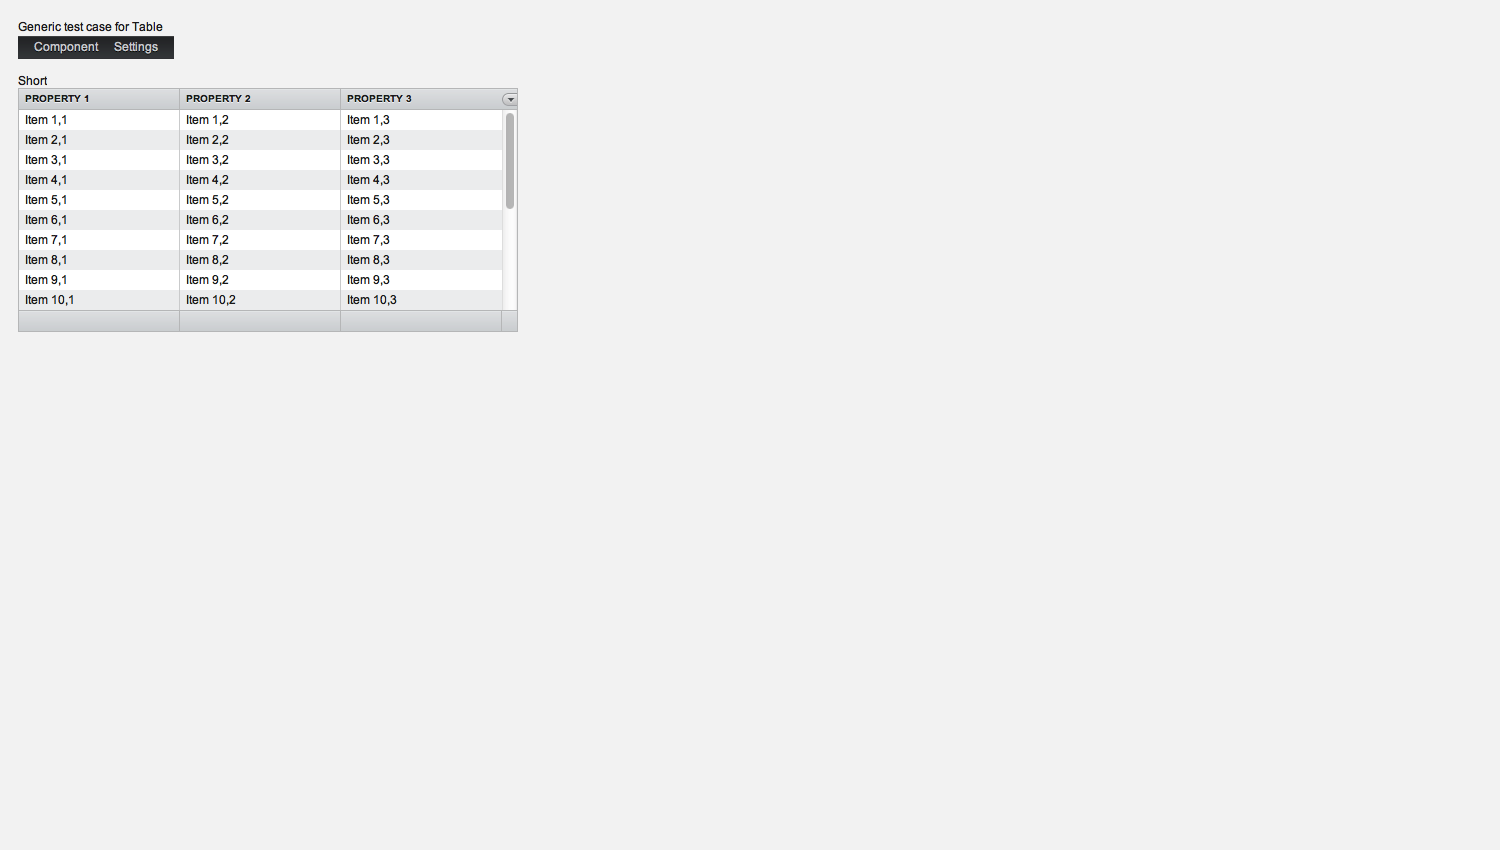 Generic test case for Table
Component Settings
Short
PROPERTY 1 PROPERTY 2 PROPERTY 3
Item 1,1 Item 1,2 Item 1,3
Item 2,1 Item 2,2 Item 2,3
Item 3,1 Item 3,2 Item 3,3
Item 4,1 Item 4,2 Item 4,3
Item 5,1 Item 5,2 Item 5,3
Item 6,1 Item 6,2 Item 6,3
Item 7,1 Item 7,2 Item 7,3
Item 8,1 Item 8,2 Item 8,3
Item 9,1 Item 9,2 Item 9,3
Item 10,1 Item 10,2 Item 10,3